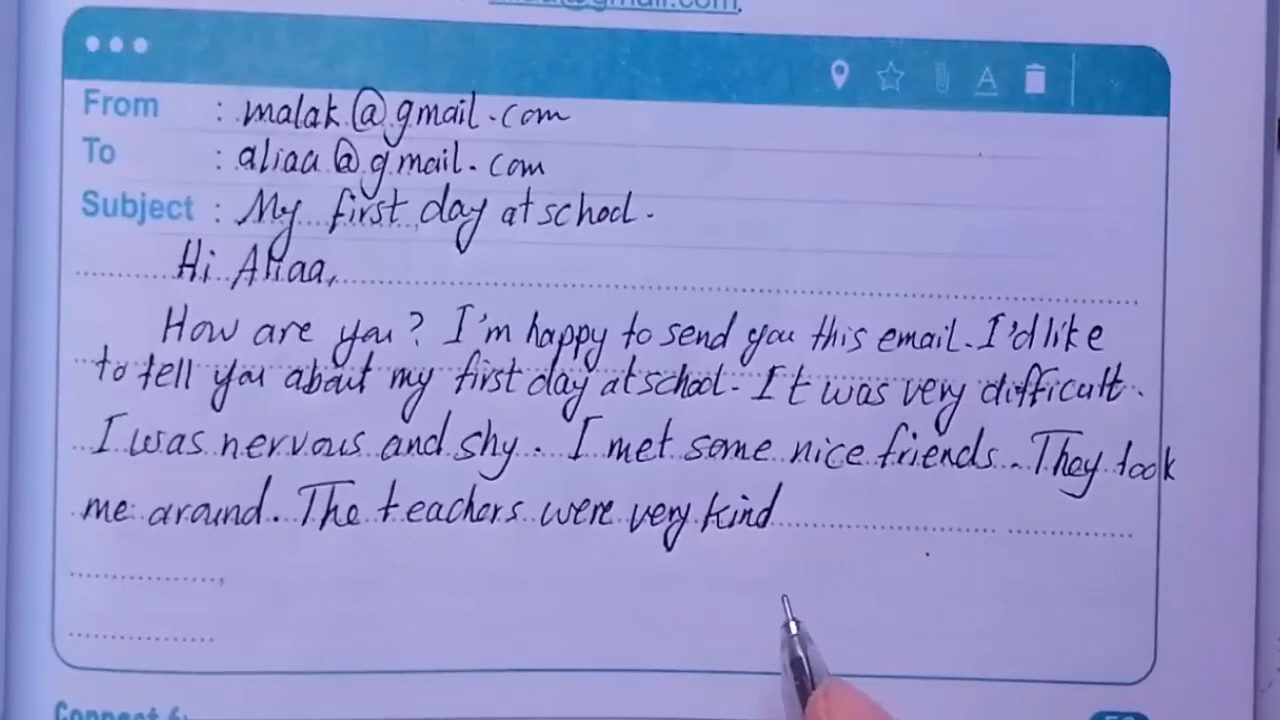 From : malak@gmail.com
To : aliaa@gmail.com
Subject : My first day at school.
Hi Aliaa,
How are you? I'm happy to send you this email. I'd like
to tell you about my first day at school. It was very difficult.
I was nervous and shy. I met some nice friends. They took
me around. The teachers were very kind
Connect 6